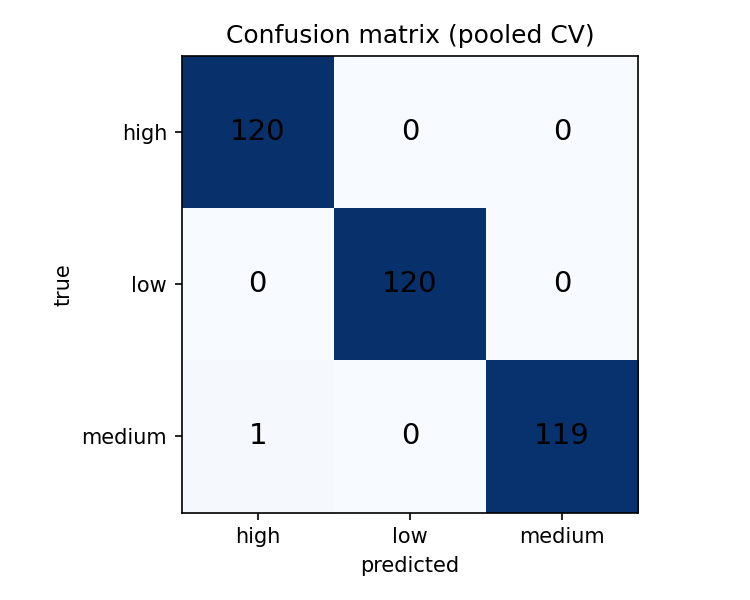 Confusion matrix (pooled CV)
high
120 0 0
low
0 120 0
medium
1 0 119
true
high low medium
predicted